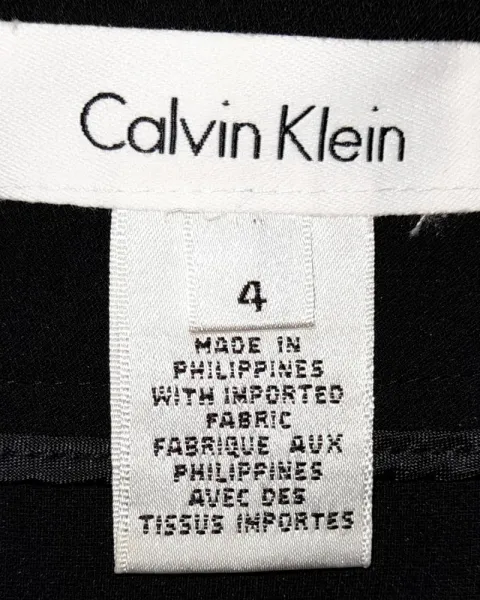 Calvin Klein
4
MADE IN
PHILIPPINES
WITH IMPORTED
FABRIC
FABRIQUE AUX
PHILIPPINES
AVEC DES
TISSUS IMPORTES